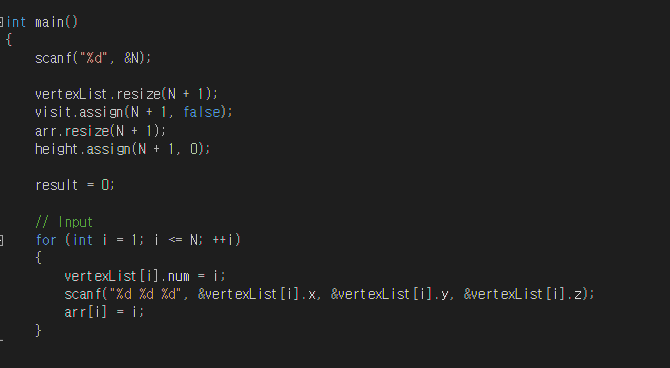 int main()
{
scanf("%d", &N);
vertexList.resize(N + 1);
visit.assign(N + 1, false);
arr.resize(N + 1);
height.assign(N + 1, 0);
result = 0;
// Input
for (int i = 1; i <= N; ++i)
{
vertexList[i].num = i;
scanf("%d %d %d", &vertexList[i].x, &vertexList[i].y, &vertexList[i].z);
arr[i] = i;
}